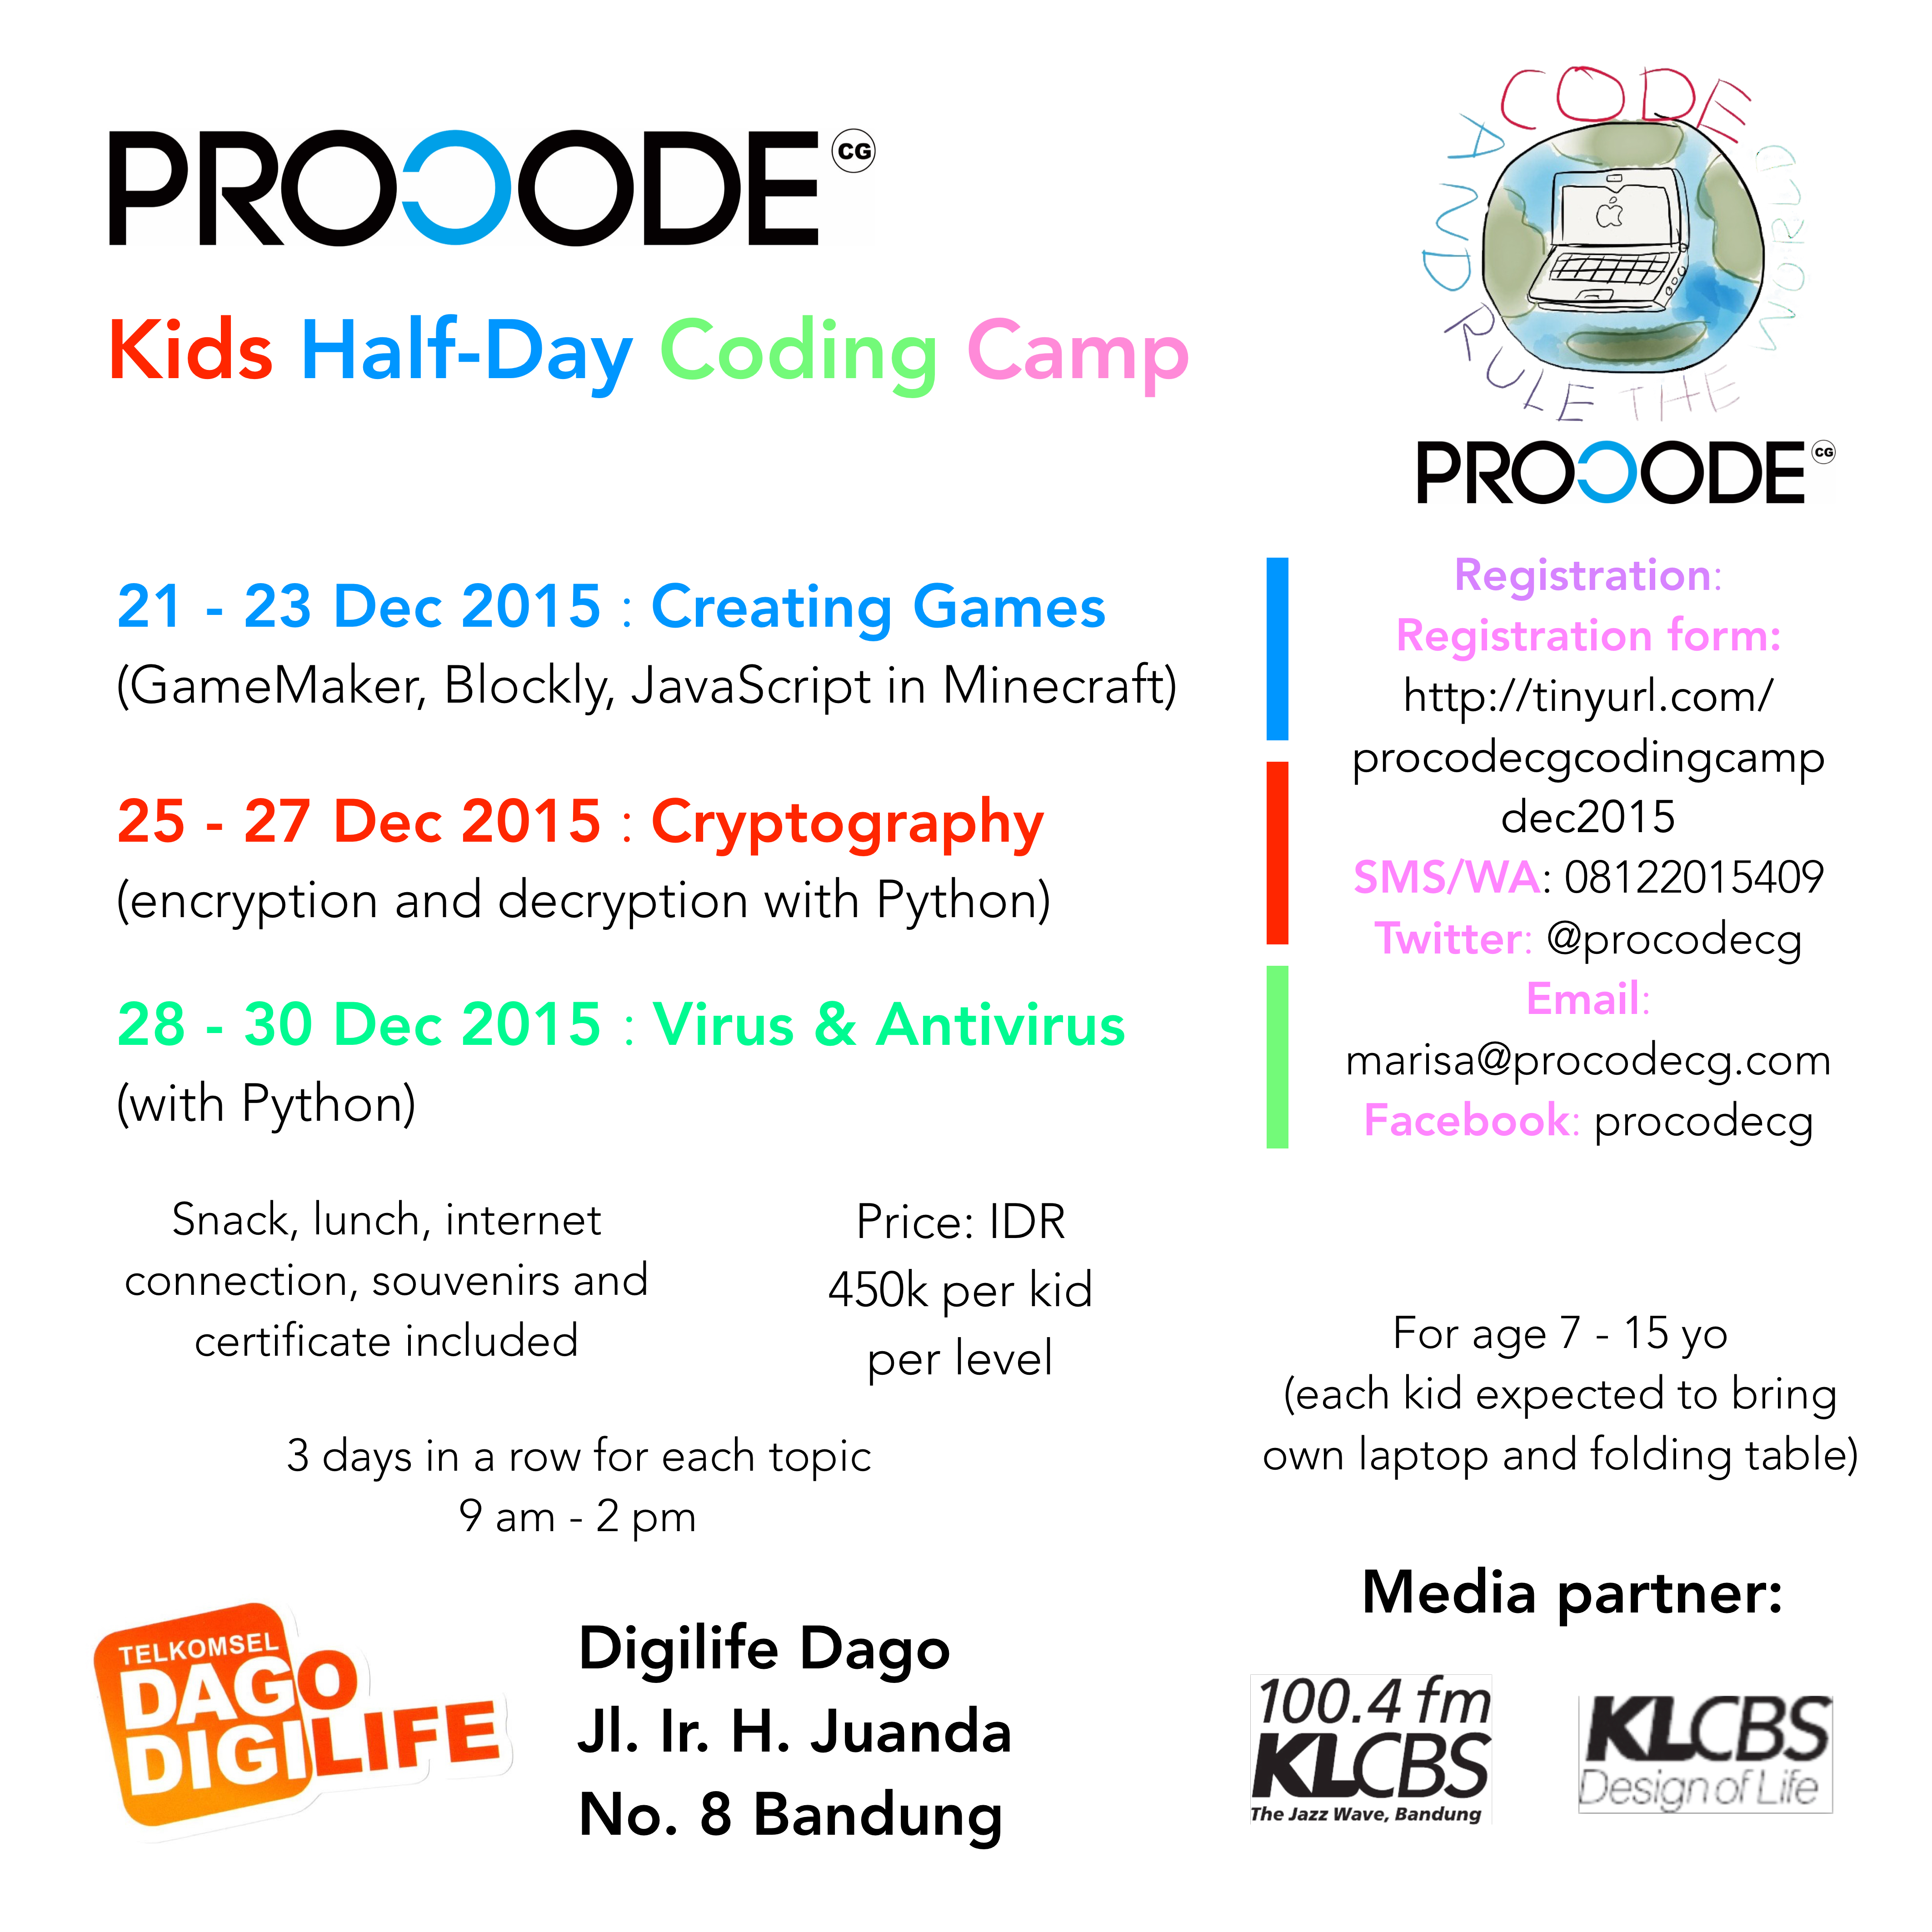 PROCODE CG
Kids Half-Day Coding Camp
CODE AND RULE THE WORLD
PROCODE CG
21 - 23 Dec 2015 : Creating Games
(GameMaker, Blockly, JavaScript in Minecraft)
25 - 27 Dec 2015 : Cryptography
(encryption and decryption with Python)
28 - 30 Dec 2015 : Virus & Antivirus
(with Python)
Registration:
Registration form:
http://tinyurl.com/
procodecgcodingcamp
dec2015
SMS/WA: 08122015409
Twitter: @procodecg
Email:
marisa@procodecg.com
Facebook: procodecg
Snack, lunch, internet
connection, souvenirs and
certificate included
Price: IDR
450k per kid
per level
3 days in a row for each topic
9 am - 2 pm
For age 7 - 15 yo
(each kid expected to bring
own laptop and folding table)
TELKOMSEL
DAGO
DIGILIFE
Digilife Dago
Jl. Ir. H. Juanda
No. 8 Bandung
Media partner:
100.4 fm
KLCBS
The Jazz Wave, Bandung
KLCBS
Design of Life